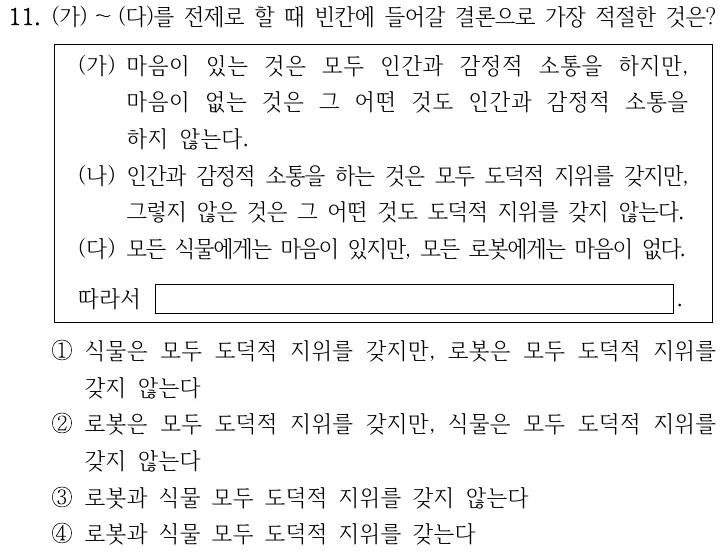 11. (가) ~ (다)를 전제로 할 때 빈칸에 들어갈 결론으로 가장 적절한 것은?
(가) 마음이 있는 것은 모두 인간과 감정적 소통을 하지만,
마음이 없는 것은 그 어떤 것도 인간과 감정적 소통을
하지 않는다.
(나) 인간과 감정적 소통을 하는 것은 모두 도덕적 지위를 갖지만,
그렇지 않은 것은 그 어떤 것도 도덕적 지위를 갖지 않는다.
(다) 모든 식물에게는 마음이 있지만, 모든 로봇에게는 마음이 없다.
따라서 .
① 식물은 모두 도덕적 지위를 갖지만, 로봇은 모두 도덕적 지위를
갖지 않는다
② 로봇은 모두 도덕적 지위를 갖지만, 식물은 모두 도덕적 지위를
갖지 않는다
③ 로봇과 식물 모두 도덕적 지위를 갖지 않는다
④ 로봇과 식물 모두 도덕적 지위를 갖는다